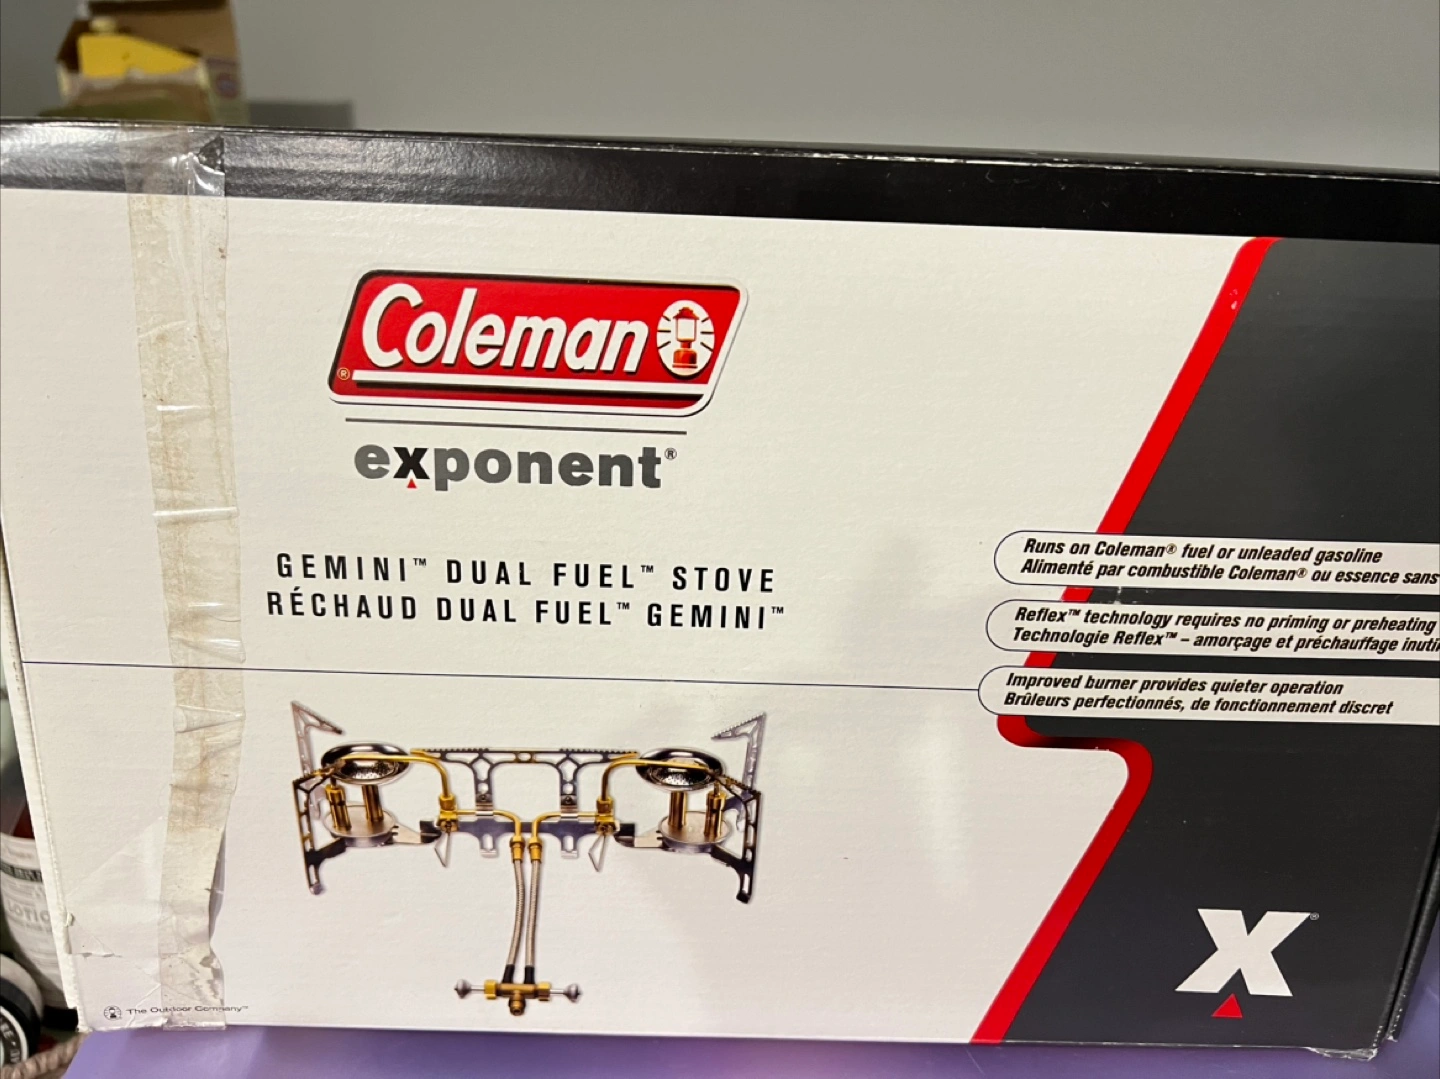 Coleman®
exponent®
GEMINI™ DUAL FUEL™ STOVE
RÉCHAUD DUAL FUEL™ GEMINI™
Runs on Coleman® fuel or unleaded gasoline
Alimenté par combustible Coleman® ou essence sans
Reflex™ technology requires no priming or preheating
Technologie Reflex™ – amorçage et préchauffage
Improved burner provides quieter operation
Brûleurs perfectionnés, de fonctionnement discret
X®
The Outdoor Company™